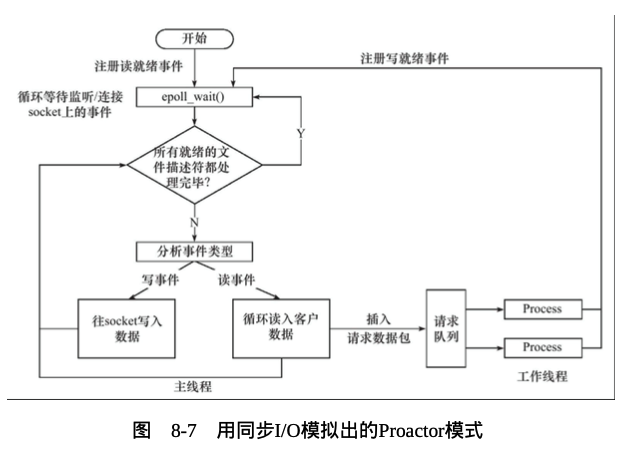 开始
注册读就绪事件
注册写就绪事件
循环等待监听/连接
socket上的事件
epoll_wait()
Y
所有就绪的文
件描述符都处
理完毕？
N
分析事件类型
写事件
读事件
往socket写入
数据
循环读入客户
数据
插入
请求数据包
请求
队列
Process
Process
工作线程
主线程
图 8-7 用同步I/O模拟出的Proactor模式